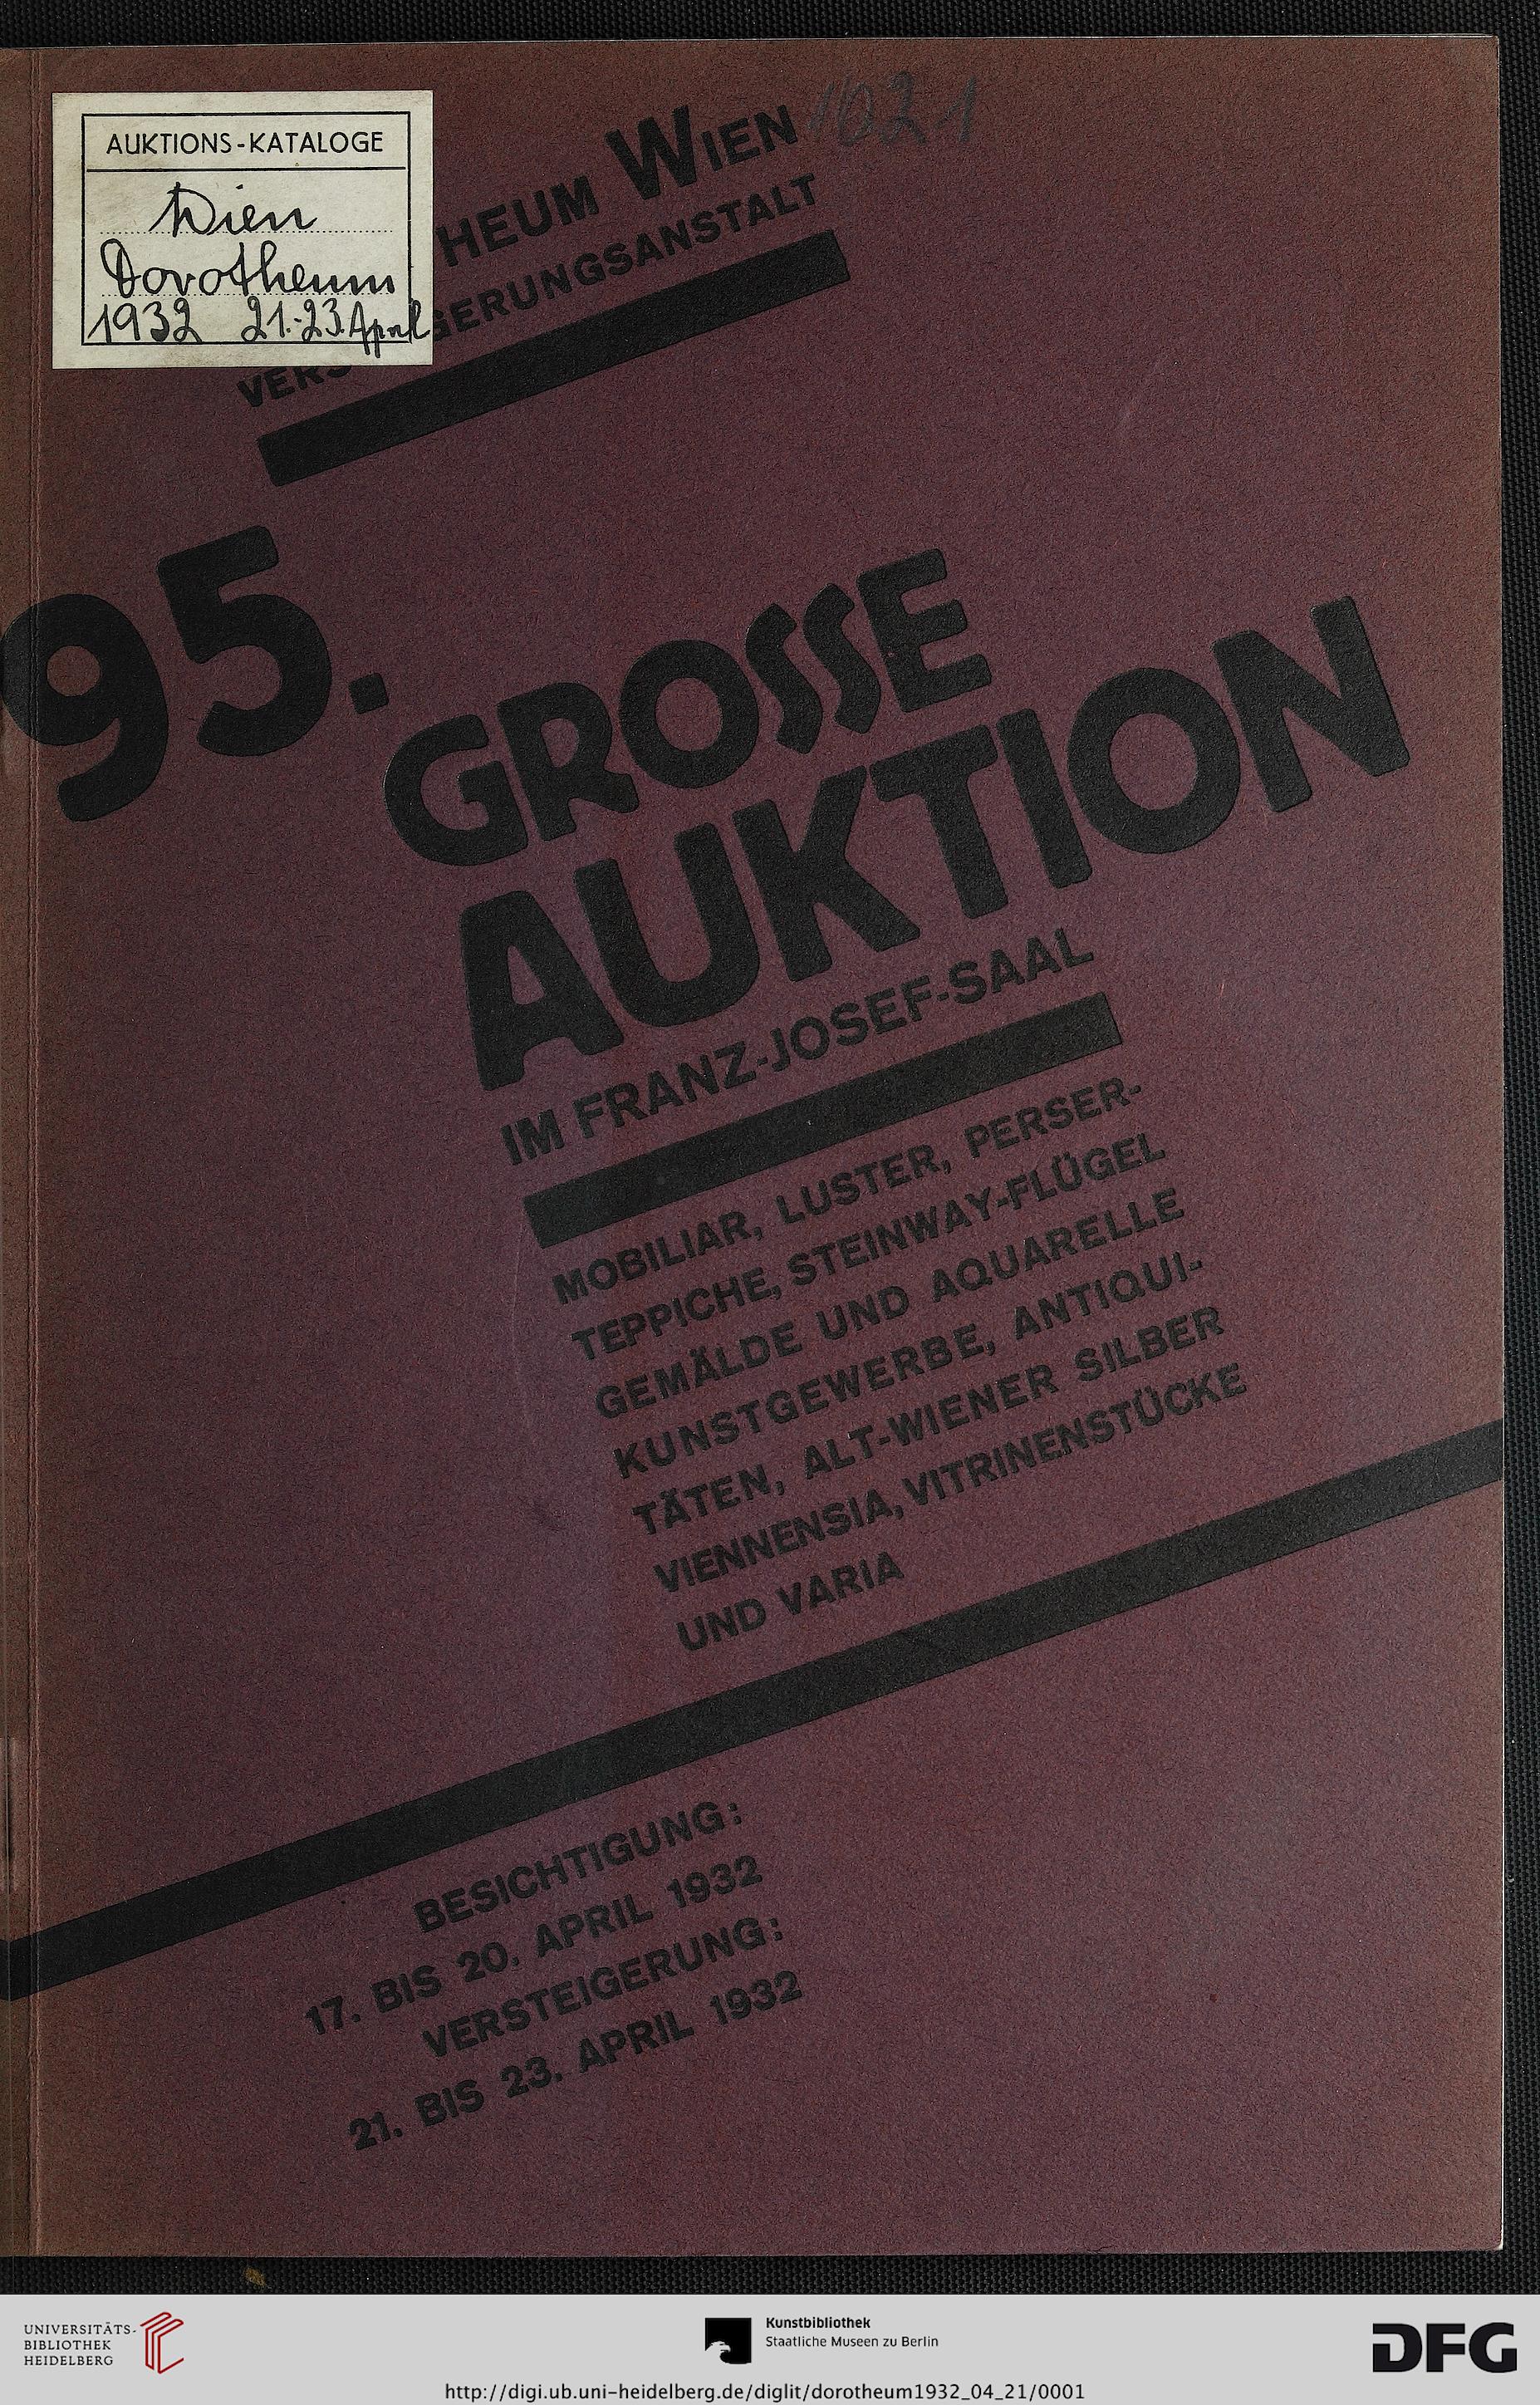 AUKTIONS-KATALOGE
Wien
Dorotheum
1932 21.-23. April
1021
HEUM WIEN
VERS GERUNGSANSTALT
95.
GROSSE
AUKTION
IM FRANZ-JOSEF-SAAL
MOBILIAR, LUSTER, PERSER-
TEPPICHE, STEINWAY-FLÜGEL
GEMÄLDE UND AQUARELLE
KUNSTGEWERBE, ANTIQUI-
TÄTEN, ALT-WIENER SILBER
VIENNENSIA, VITRINENSTÜCKE
UND VARIA
BESICHTIGUNG:
17. BIS 20. APRIL 1932
VERSTEIGERUNG:
21. BIS 23. APRIL 1932
UNIVERSITÄTS-
BIBLIOTHEK
HEIDELBERG
Kunstbibliothek
Staatliche Museen zu Berlin
DFG
http://digi.ub.uni-heidelberg.de/diglit/dorotheum1932_04_21/0001